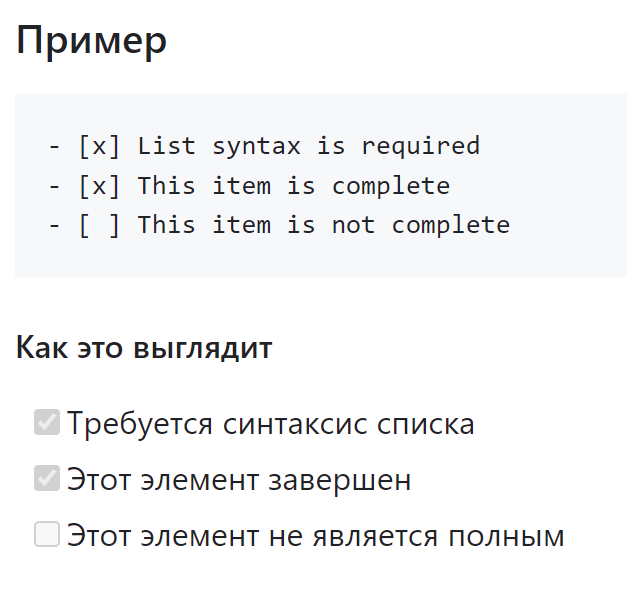 Пример
- [x] List syntax is required
- [x] This item is complete
- [ ] This item is not complete
Как это выглядит
Требуется синтаксис списка
Этот элемент завершен
Этот элемент не является полным